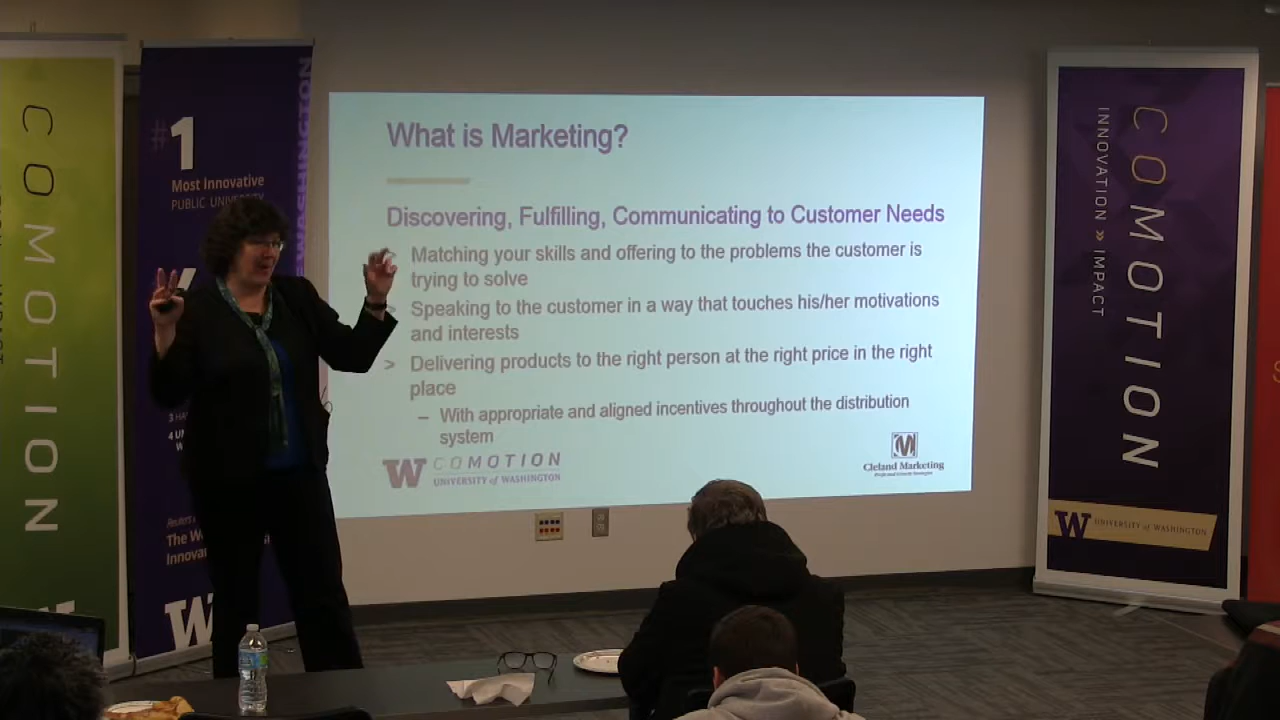 COMOTION
#1
Most Innovative
PUBLIC UNIVERSITY
WASHINGTON
The W
Innova
W
What is Marketing?
Discovering, Fulfilling, Communicating to Customer Needs
Matching your skills and offering to the problems the customer is
trying to solve
> Speaking to the customer in a way that touches his/her motivations
and interests
> Delivering products to the right person at the right price in the right
place
– With appropriate and aligned incentives throughout the distribution
system
W COMOTION
UNIVERSITY of WASHINGTON
M
Cleland Marketing
COMOTION
INNOVATION » IMPACT
W UNIVERSITY of WASHINGTON